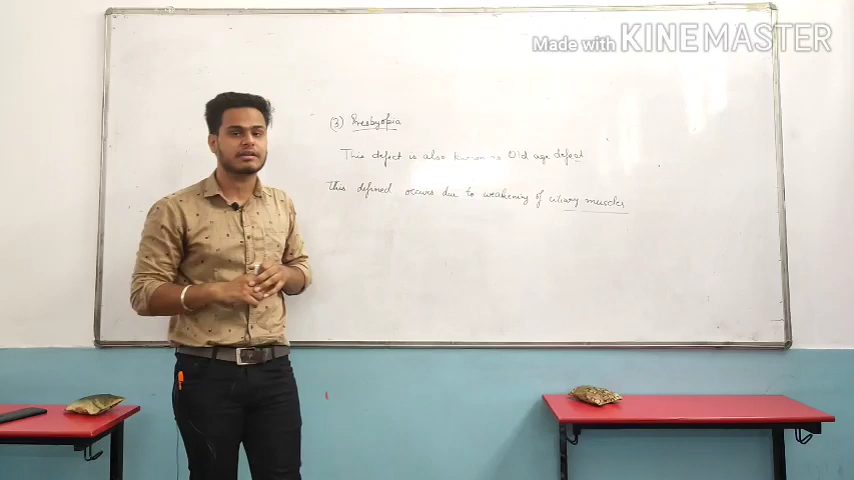 Made with KINEMASTER
(3) Presbyopia
This defect is also known as Old age defect
This defined occurs due to weakening of ciliary muscles